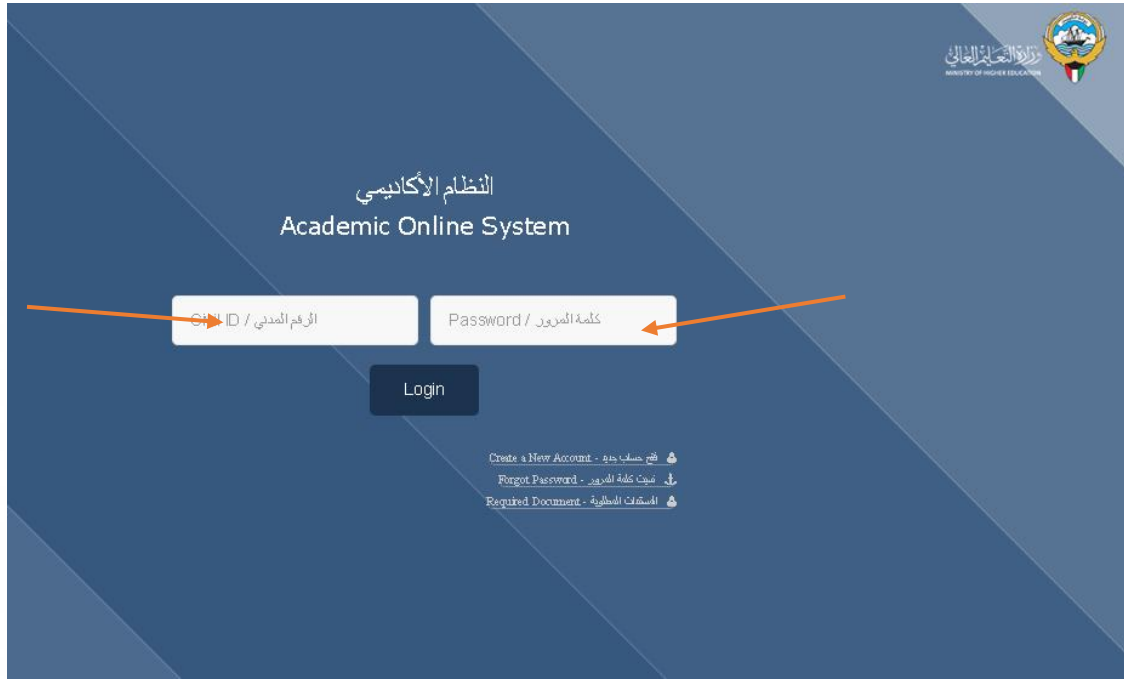 وزارة التعليم العالي
MINISTRY OF HIGHER EDUCATION
النظام الأكاديمي
Academic Online System
الرقم المدني / ID
كلمة المرور / Password
Login
فتح حساب جديد - Create a New Account
نسيت كلمة المرور - Forgot Password
المستندات المطلوبة - Required Document